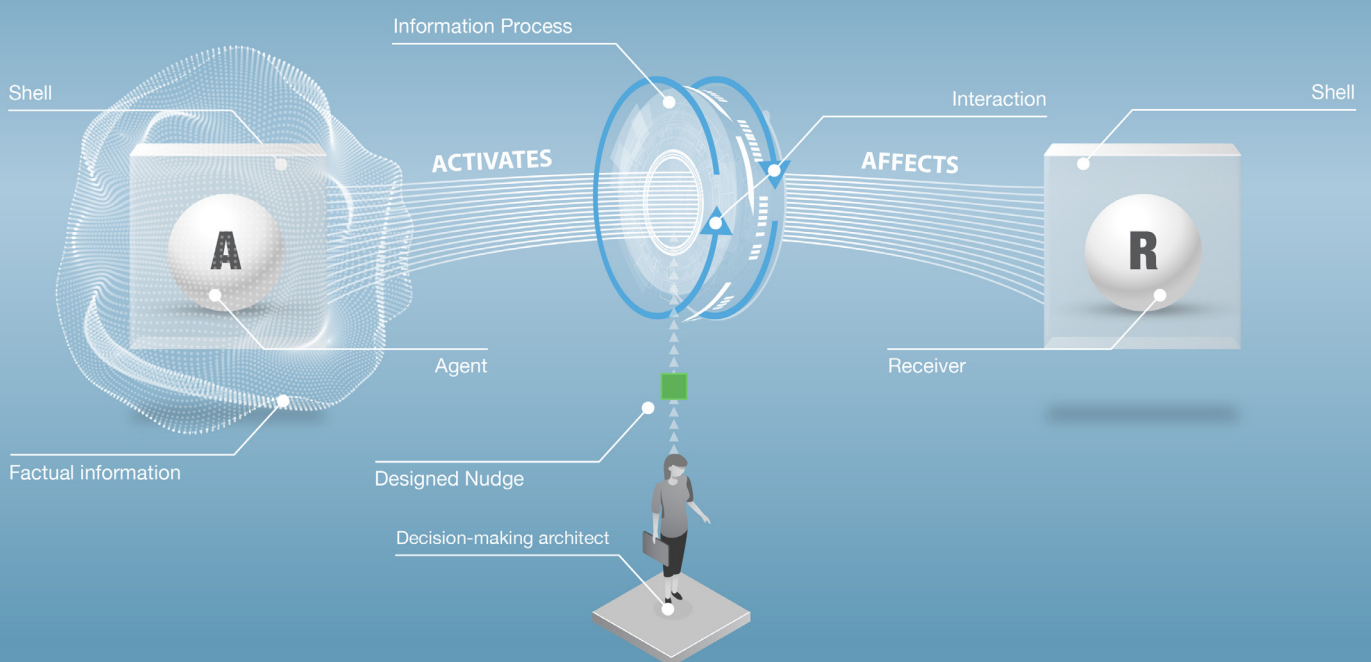 Information Process
Shell
Interaction
Shell
ACTIVATES
AFFECTS
A
R
Agent
Receiver
Factual information
Designed Nudge
Decision-making architect